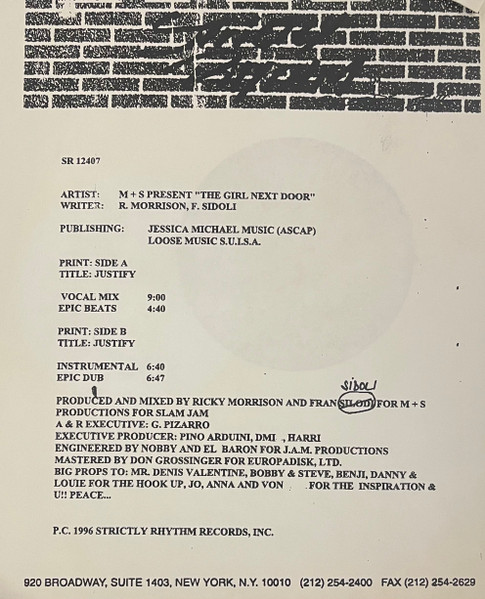 SR 12407
ARTIST: M + S PRESENT "THE GIRL NEXT DOOR"
WRITER: R. MORRISON, F. SIDOLI
PUBLISHING: JESSICA MICHAEL MUSIC (ASCAP)
LOOSE MUSIC S.U.I.S.A.
PRINT: SIDE A
TITLE: JUSTIFY
VOCAL MIX 9:00
EPIC BEATS 4:40
PRINT: SIDE B
TITLE: JUSTIFY
INSTRUMENTAL 6:40
EPIC DUB 6:47
SIDOLI
PRODUCED AND MIXED BY RICKY MORRISON AND FRAN SILODI FOR M + S
PRODUCTIONS FOR SLAM JAM
A & R EXECUTIVE: G. PIZARRO
EXECUTIVE PRODUCER: PINO ARDUINI, DMI , HARRI
ENGINEERED BY NOBBY AND EL BARON FOR J.A.M. PRODUCTIONS
MASTERED BY DON GROSSINGER FOR EUROPADISK, LTD.
BIG PROPS TO: MR. DENIS VALENTINE, BOBBY & STEVE, BENJI, DANNY &
LOUIE FOR THE HOOK UP, JO, ANNA AND VON FOR THE INSPIRATION &
U!! PEACE...
P.C. 1996 STRICTLY RHYTHM RECORDS, INC.
920 BROADWAY, SUITE 1403, NEW YORK, N.Y. 10010 (212) 254-2400 FAX (212) 254-2629